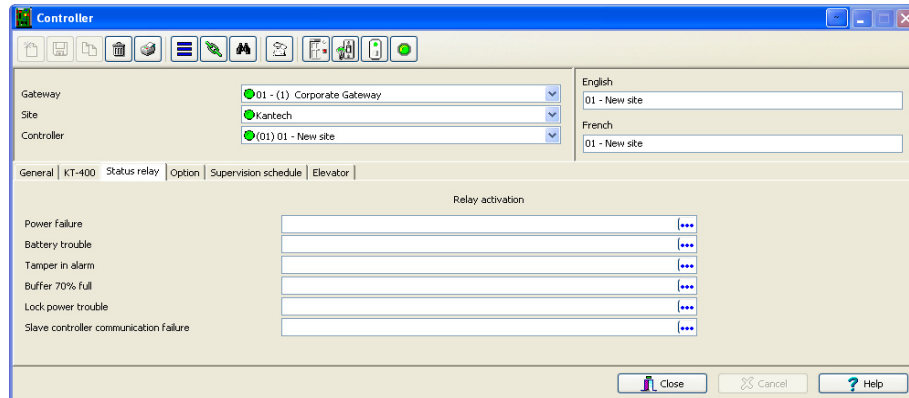 Controller
Gateway
01 - (1) Corporate Gateway
Site
Kantech
Controller
(01) 01 - New site
English
01 - New site
French
01 - New site
General KT-400 Status relay Option Supervision schedule Elevator
Relay activation
Power failure
Battery trouble
Tamper in alarm
Buffer 70% full
Lock power trouble
Slave controller communication failure
Close Cancel ? Help